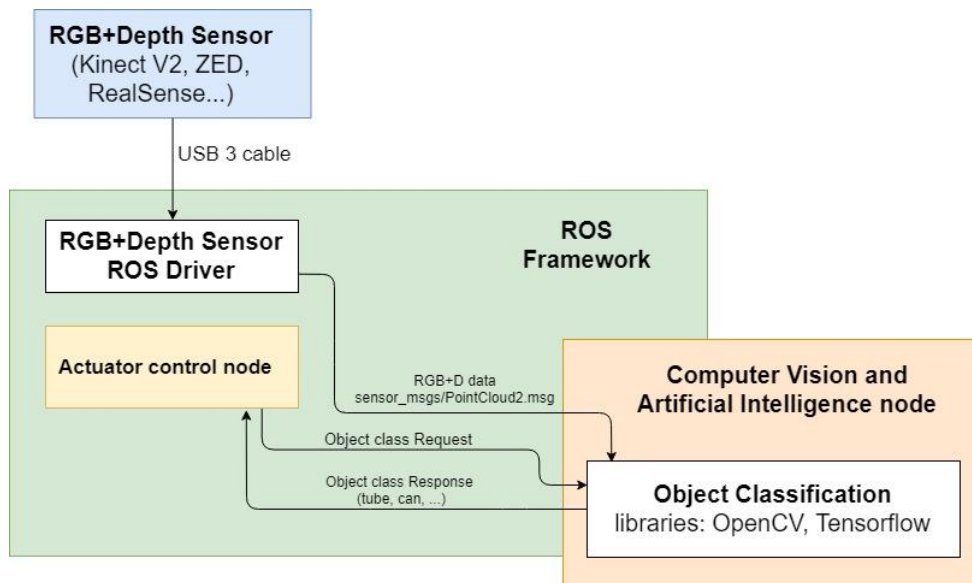 RGB+Depth Sensor
(Kinect V2, ZED,
RealSense...)
USB 3 cable
RGB+Depth Sensor
ROS Driver
ROS
Framework
Actuator control node
RGB+D data
sensor_msgs/PointCloud2.msg
Computer Vision and
Artificial Intelligence node
Object class Request
Object class Response
(tube, can, ...)
Object Classification
libraries: OpenCV, Tensorflow